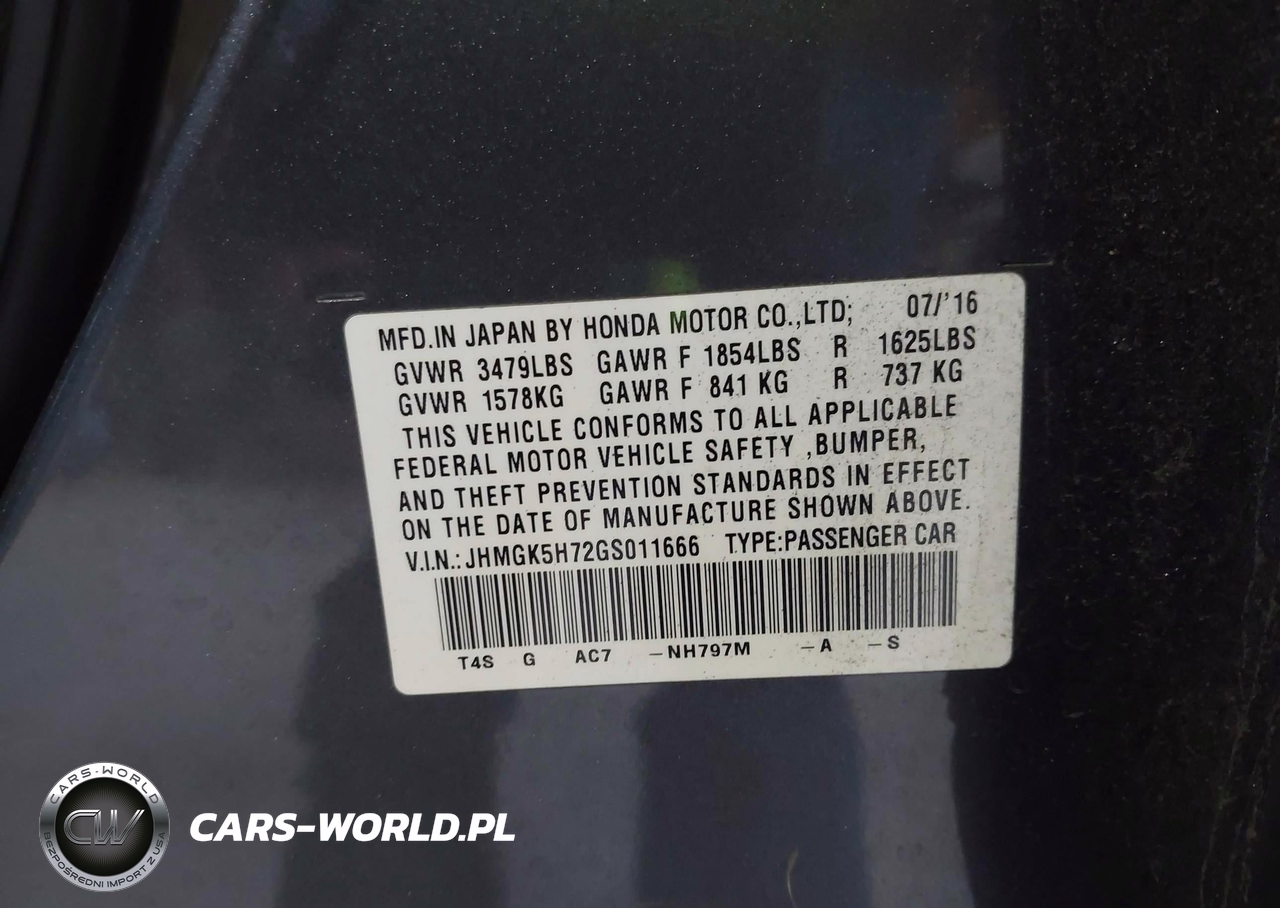 MFD.IN JAPAN BY HONDA MOTOR CO.,LTD; 07/'16
GVWR 3479LBS GAWR F 1854LBS R 1625LBS
GVWR 1578KG GAWR F 841 KG R 737 KG
THIS VEHICLE CONFORMS TO ALL APPLICABLE
FEDERAL MOTOR VEHICLE SAFETY ,BUMPER,
AND THEFT PREVENTION STANDARDS IN EFFECT
ON THE DATE OF MANUFACTURE SHOWN ABOVE.
V.I.N.:JHMGK5H72GS011666 TYPE:PASSENGER CAR
T4S G AC7 –NH797M –A –S
CARS-WORLD
CW
BEZPOŚREDNI IMPORT Z USA
CARS-WORLD.PL